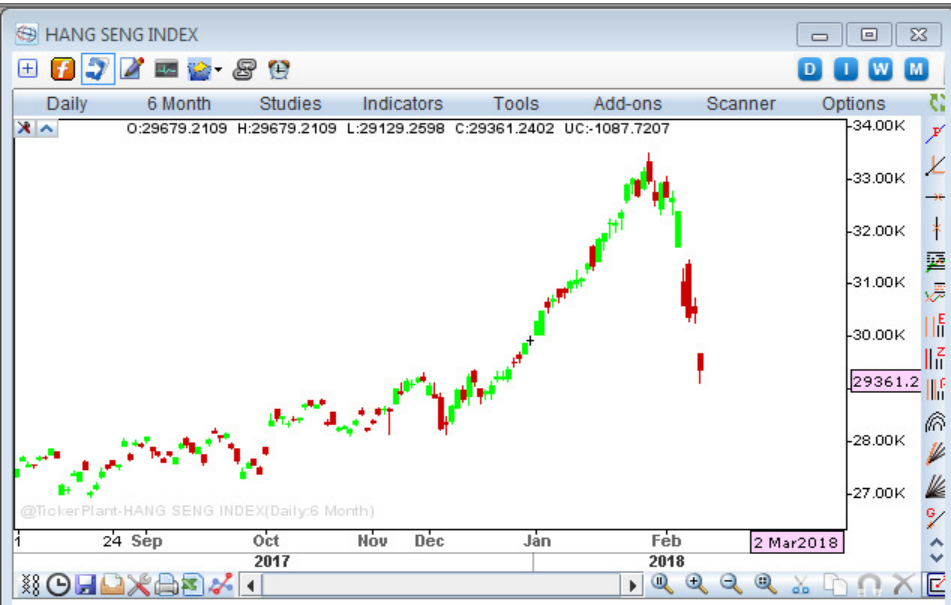 HANG SENG INDEX
D I W M
Daily 6 Month Studies Indicators Tools Add-ons Scanner Options
O:29679.2109 H:29679.2109 L:29129.2598 C:29361.2402 UC:-1087.7207
34.00K
33.00K
32.00K
31.00K
30.00K
29361.2
28.00K
27.00K
@TickerPlant-HANG SENG INDEX(Daily:6 Month)
1 24 Sep Oct Nov Dec Jan Feb 2 Mar2018
2017 2018
F
E
Z
F
G